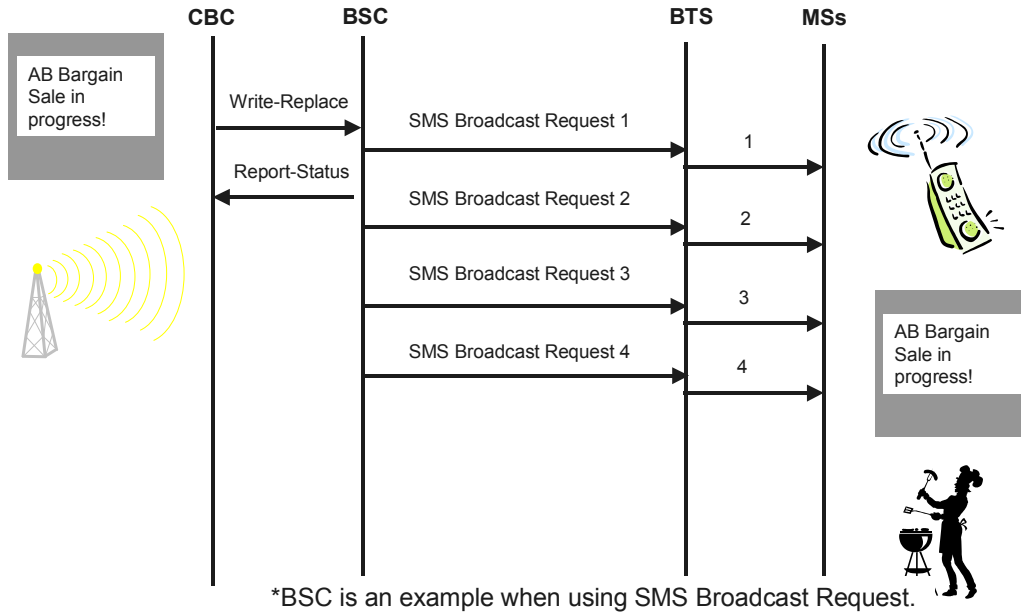 CBC BSC BTS MSs
AB Bargain
Sale in
progress!
Write-Replace
SMS Broadcast Request 1
1
Report-Status
SMS Broadcast Request 2
2
SMS Broadcast Request 3
3
SMS Broadcast Request 4
4
AB Bargain
Sale in
progress!
*BSC is an example when using SMS Broadcast Request.